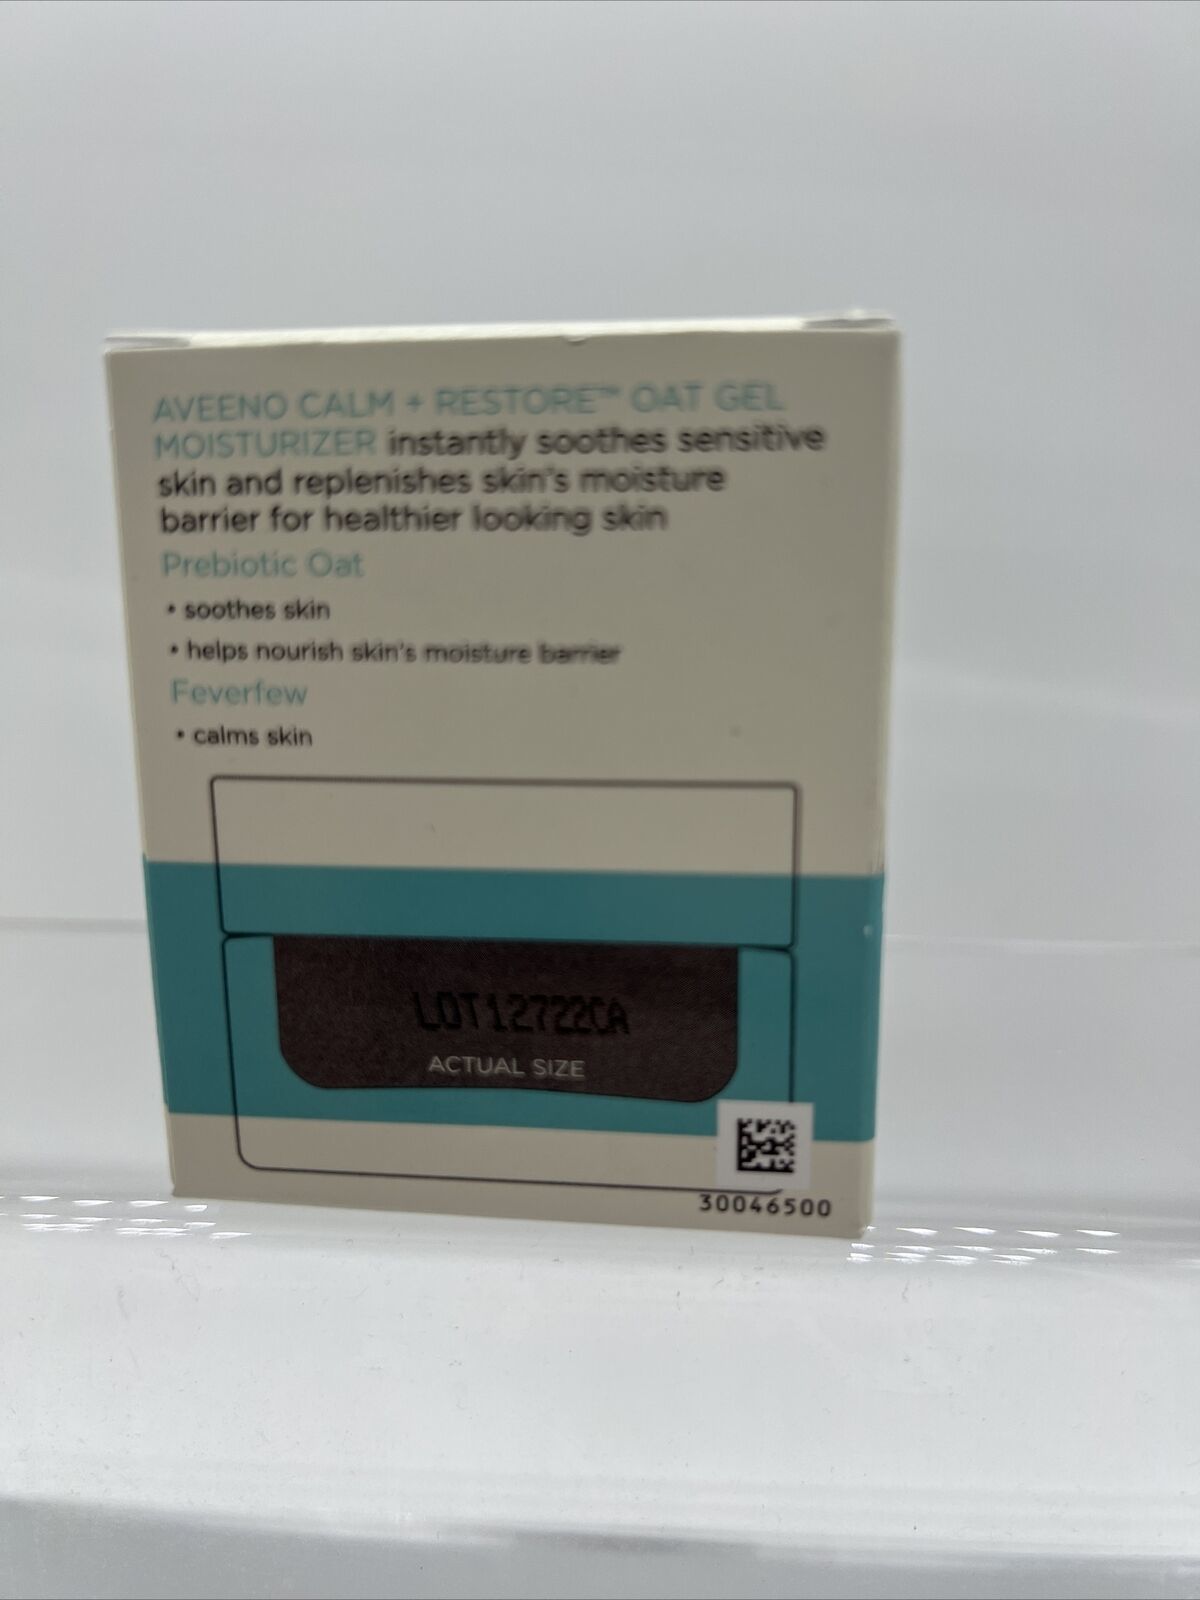 AVEENO CALM + RESTORE™ OAT GEL
MOISTURIZER instantly soothes sensitive
skin and replenishes skin's moisture
barrier for healthier looking skin
Prebiotic Oat
• soothes skin
• helps nourish skin's moisture barrier
Feverfew
• calms skin
LOT12722CA
ACTUAL SIZE
30046500